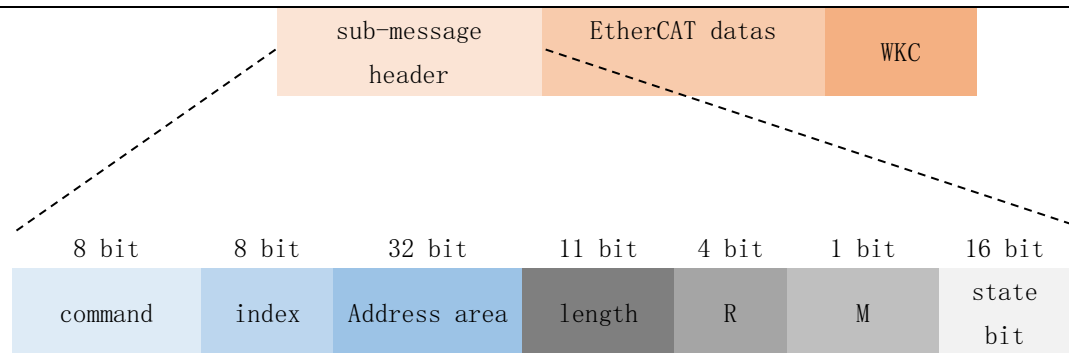 sub-message
header
EtherCAT datas
WKC
8 bit
8 bit
32 bit
11 bit
4 bit
1 bit
16 bit
command
index
Address area
length
R
M
state
bit